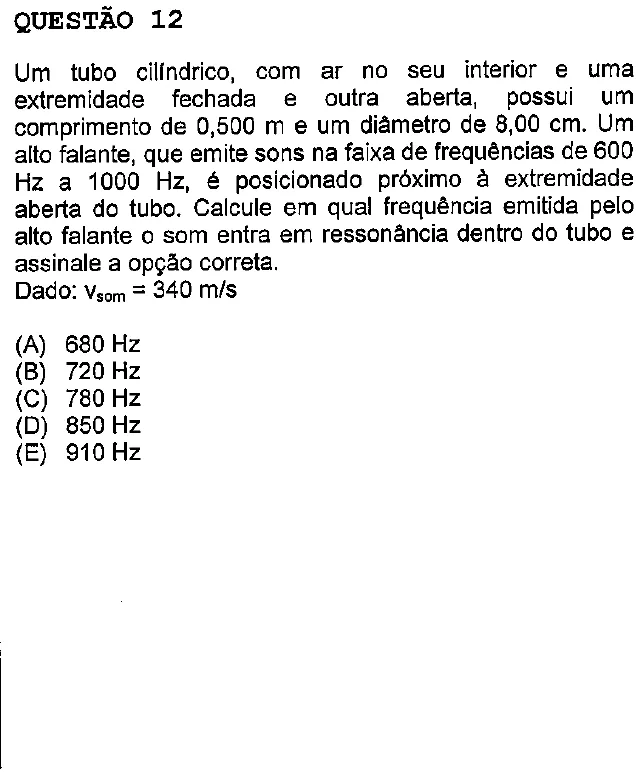 QUESTÃO 12
Um tubo cilíndrico, com ar no seu interior e uma
extremidade fechada e outra aberta, possui um
comprimento de 0,500 m e um diâmetro de 8,00 cm. Um
alto falante, que emite sons na faixa de frequências de 600
Hz a 1000 Hz, é posicionado próximo à extremidade
aberta do tubo. Calcule em qual frequência emitida pelo
alto falante o som entra em ressonância dentro do tubo e
assinale a opção correta.
Dado: vsom = 340 m/s
(A) 680 Hz
(B) 720 Hz
(C) 780 Hz
(D) 850 Hz
(E) 910 Hz